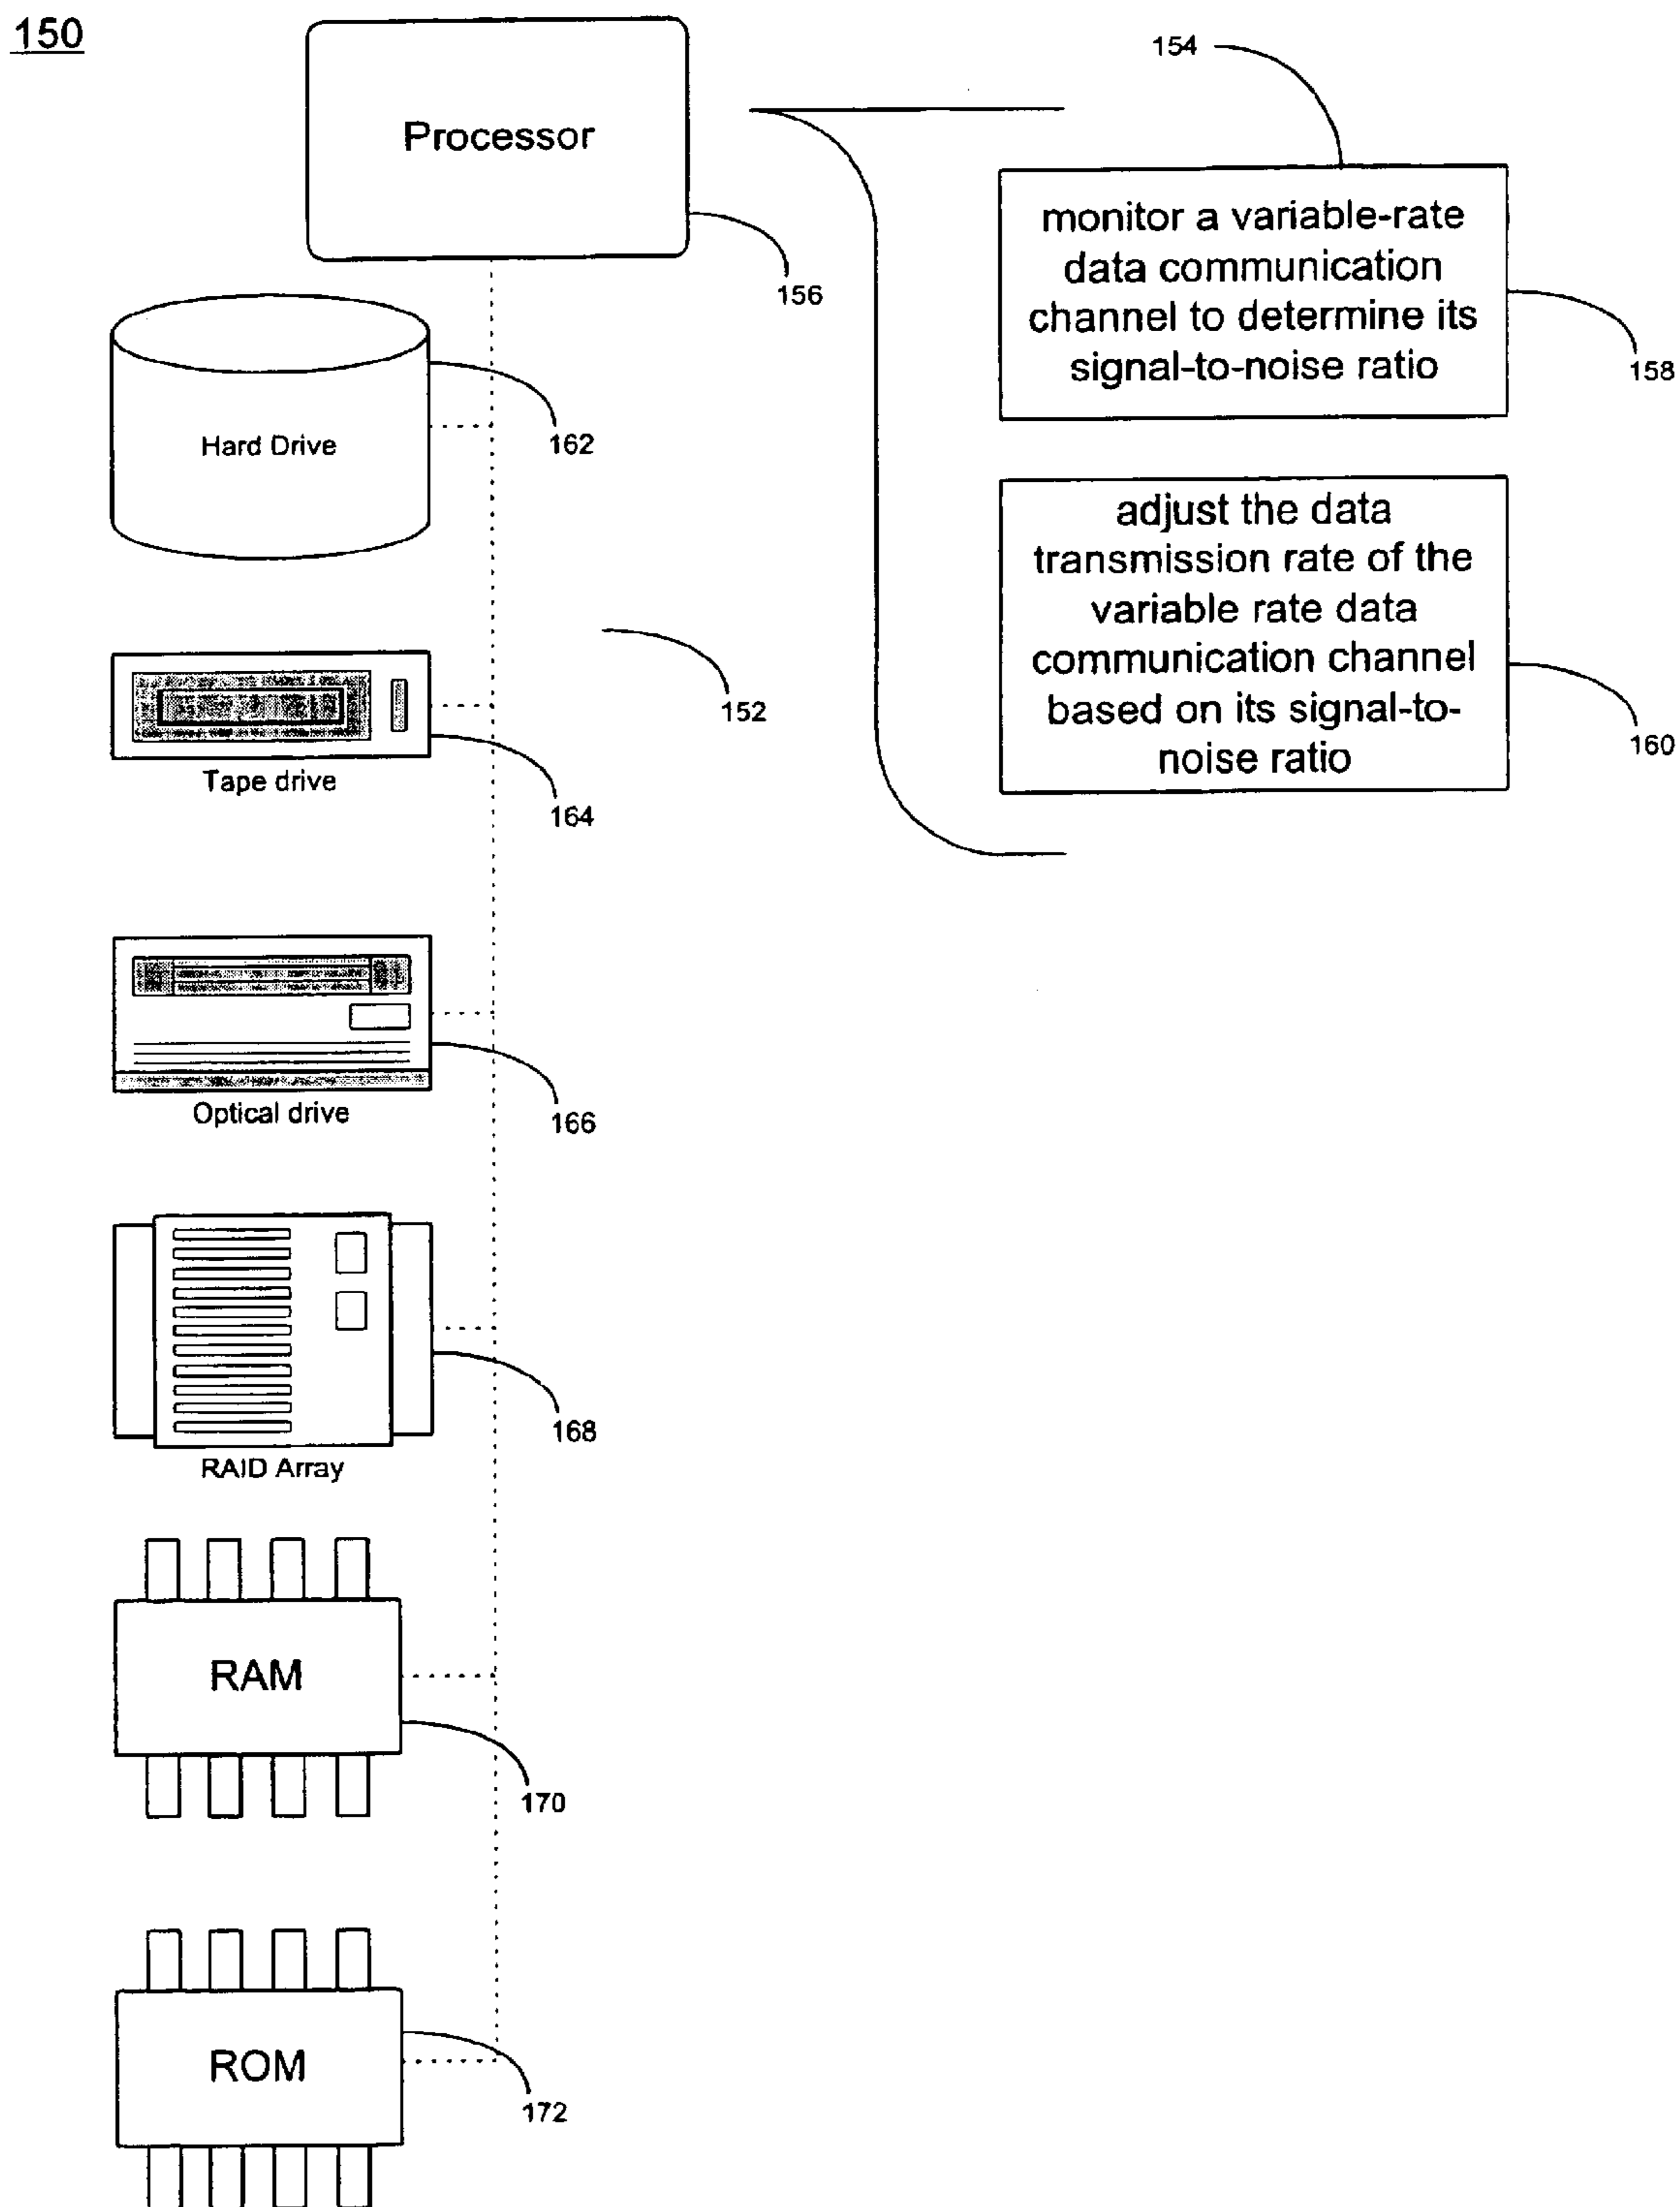 150
Processor
154
156
monitor a variable-rate
data communication
channel to determine its
signal-to-noise ratio
158
Hard Drive
162
adjust the data
transmission rate of the
variable rate data
communication channel
based on its signal-to-
noise ratio
160
152
Tape drive
164
Optical drive
166
RAID Array
168
RAM
170
ROM
172